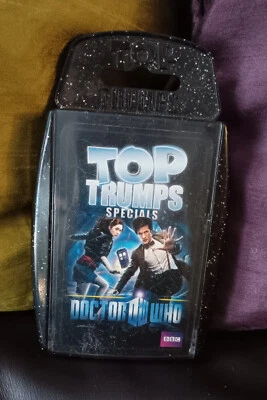 TOP
TRUMPS
SPECIALS
DOCTOR WHO
BBC